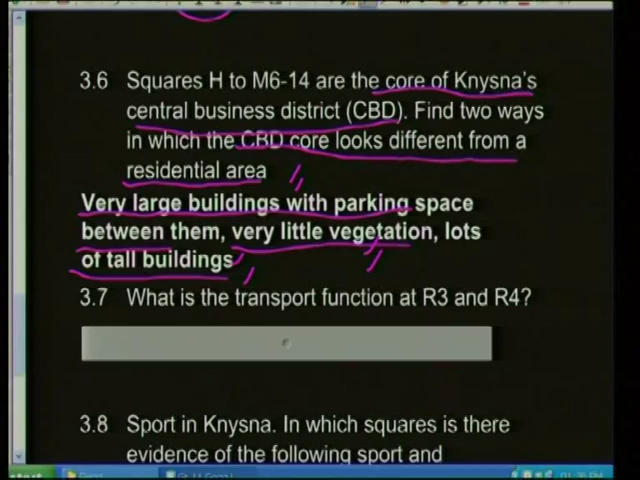 3.6 Squares H to M6-14 are the core of Knysna's
central business district (CBD). Find two ways
in which the CBD core looks different from a
residential area
Very large buildings with parking space
between them, very little vegetation, lots
of tall buildings
3.7 What is the transport function at R3 and R4?
3.8 Sport in Knysna. In which squares is there
evidence of the following sport and